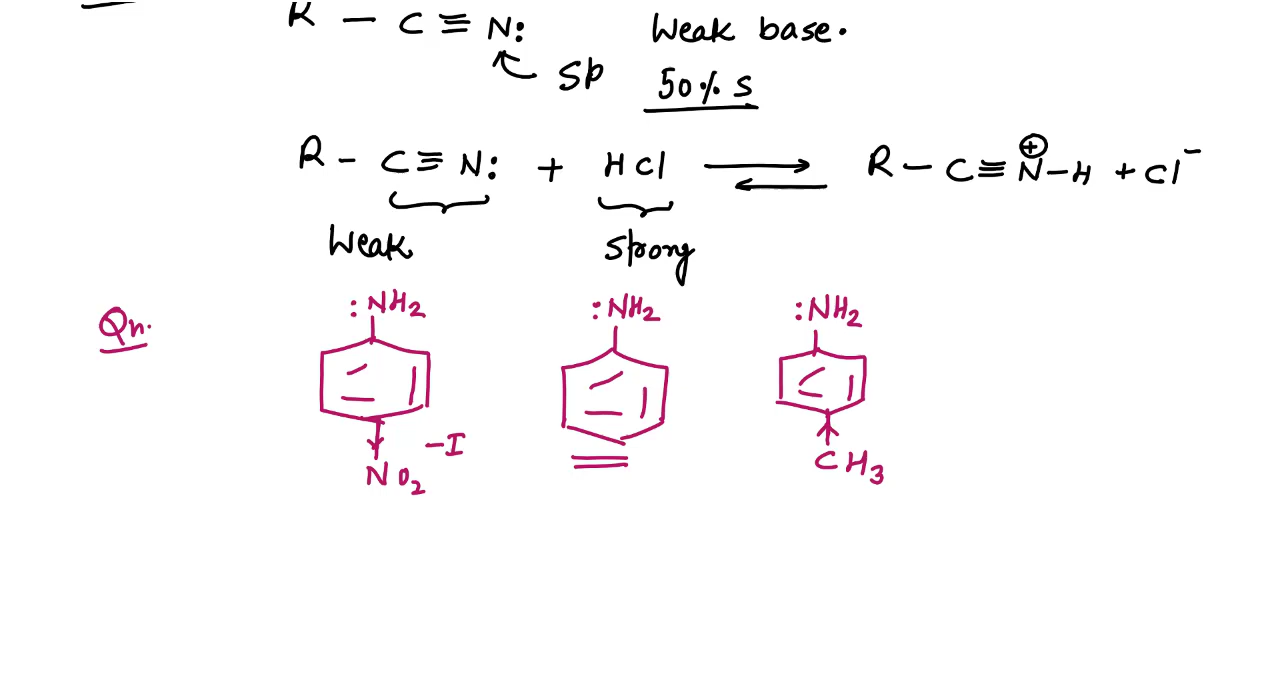 R - C ≡ N: Weak base.
Sp 50% S
R - C ≡ N: + HCl ⇌ R - C ≡ N⊕ - H + Cl⁻
Weak Strong
Qn. :NH2 :NH2 :NH2
-I
NO2 CH3